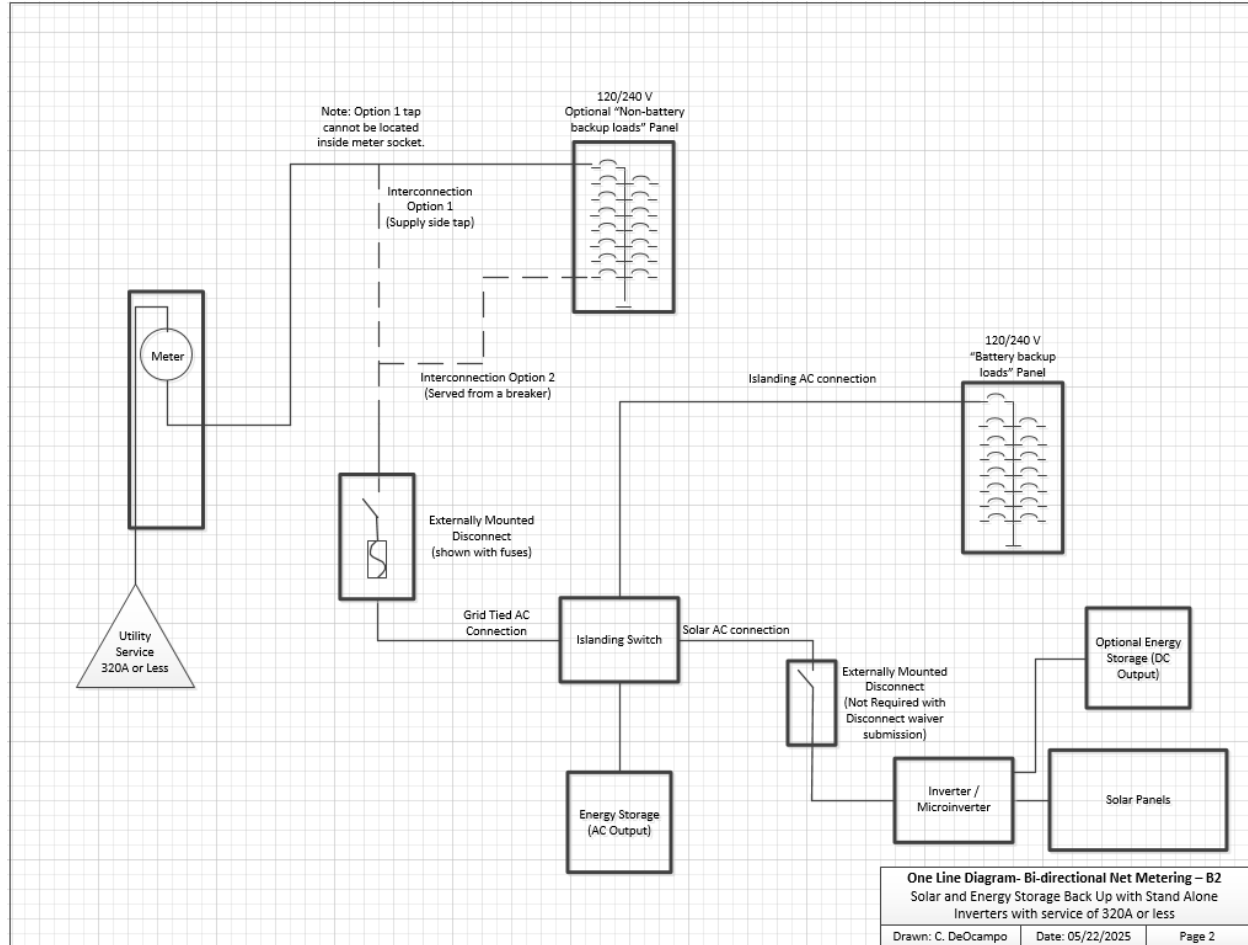 Note: Option 1 tap
cannot be located
inside meter socket.
120/240 V
Optional “Non-battery
backup loads” Panel
Interconnection
Option 1
(Supply side tap)
Meter
Interconnection Option 2
(Served from a breaker)
120/240 V
“Battery backup
loads” Panel
Islanding AC connection
Externally Mounted
Disconnect
(shown with fuses)
Utility
Service
320A or Less
Grid Tied AC
Connection
Islanding Switch
Solar AC connection
Externally Mounted
Disconnect
(Not Required with
Disconnect waiver
submission)
Optional Energy
Storage (DC
Output)
Energy Storage
(AC Output)
Inverter /
Microinverter
Solar Panels
One Line Diagram- Bi-directional Net Metering – B2
Solar and Energy Storage Back Up with Stand Alone
Inverters with service of 320A or less
Drawn: C. DeOcampo
Date: 05/22/2025
Page 2